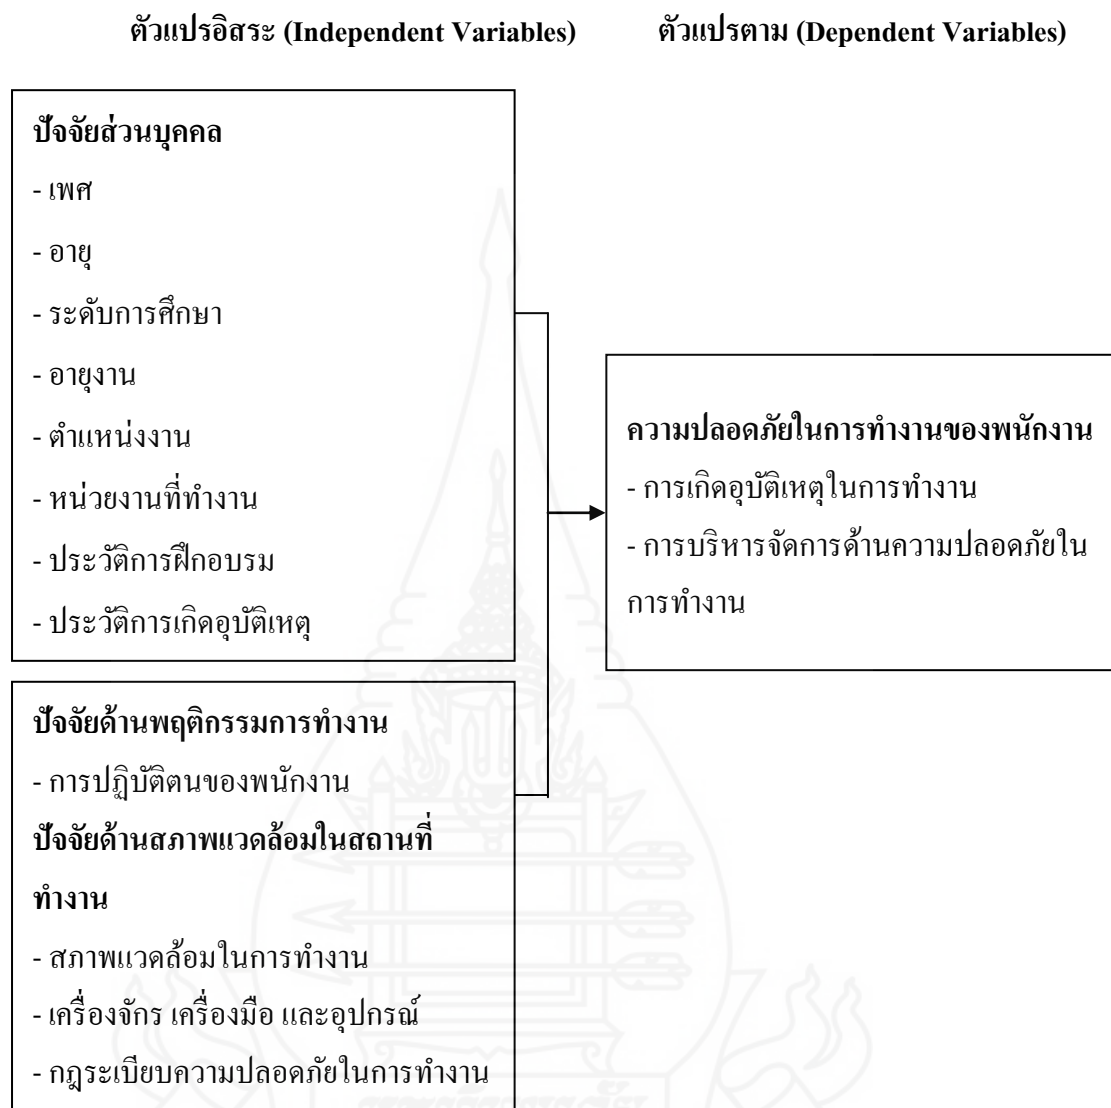 ตัวแปรอิสระ (Independent Variables)
ตัวแปรตาม (Dependent Variables)
ปัจจัยส่วนบุคคล
- เพศ
- อายุ
- ระดับการศึกษา
- อายุงาน
- ตำแหน่งงาน
- หน่วยงานที่ทำงาน
- ประวัติการฝึกอบรม
- ประวัติการเกิดอุบัติเหตุ
ปัจจัยด้านพฤติกรรมการทำงาน
- การปฏิบัติตนของพนักงาน
ปัจจัยด้านสภาพแวดล้อมในสถานที่
ทำงาน
- สภาพแวดล้อมในการทำงาน
- เครื่องจักร เครื่องมือ และอุปกรณ์
- กฎระเบียบความปลอดภัยในการทำงาน
ความปลอดภัยในการทำงานของพนักงาน
- การเกิดอุบัติเหตุในการทำงาน
- การบริหารจัดการด้านความปลอดภัยใน
การทำงาน